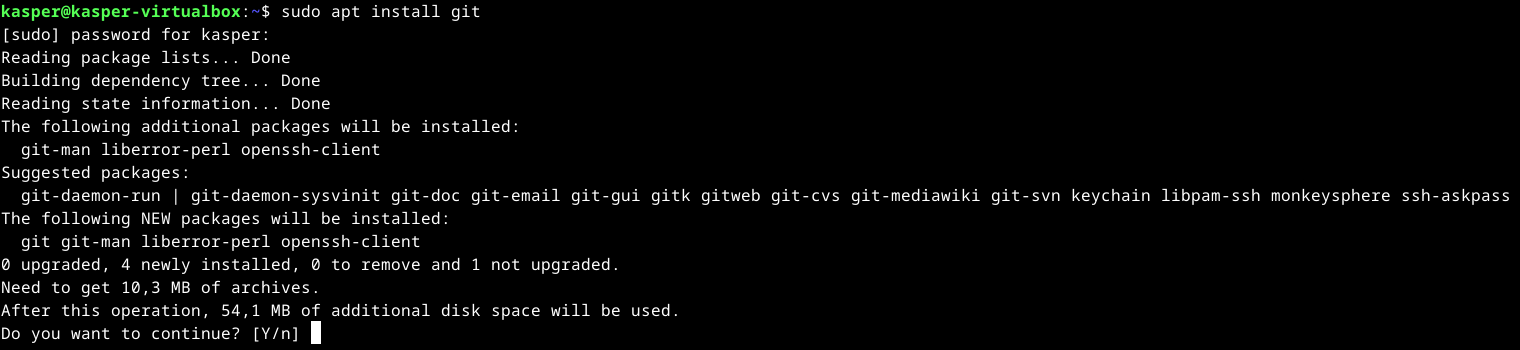 kasper@kasper-virtualbox:~$ sudo apt install git
[sudo] password for kasper:
Reading package lists... Done
Building dependency tree... Done
Reading state information... Done
The following additional packages will be installed:
  git-man liberror-perl openssh-client
Suggested packages:
  git-daemon-run | git-daemon-sysvinit git-doc git-email git-gui gitk gitweb git-cvs git-mediawiki git-svn keychain libpam-ssh monkeysphere ssh-askpass
The following NEW packages will be installed:
  git git-man liberror-perl openssh-client
0 upgraded, 4 newly installed, 0 to remove and 1 not upgraded.
Need to get 10,3 MB of archives.
After this operation, 54,1 MB of additional disk space will be used.
Do you want to continue? [Y/n]